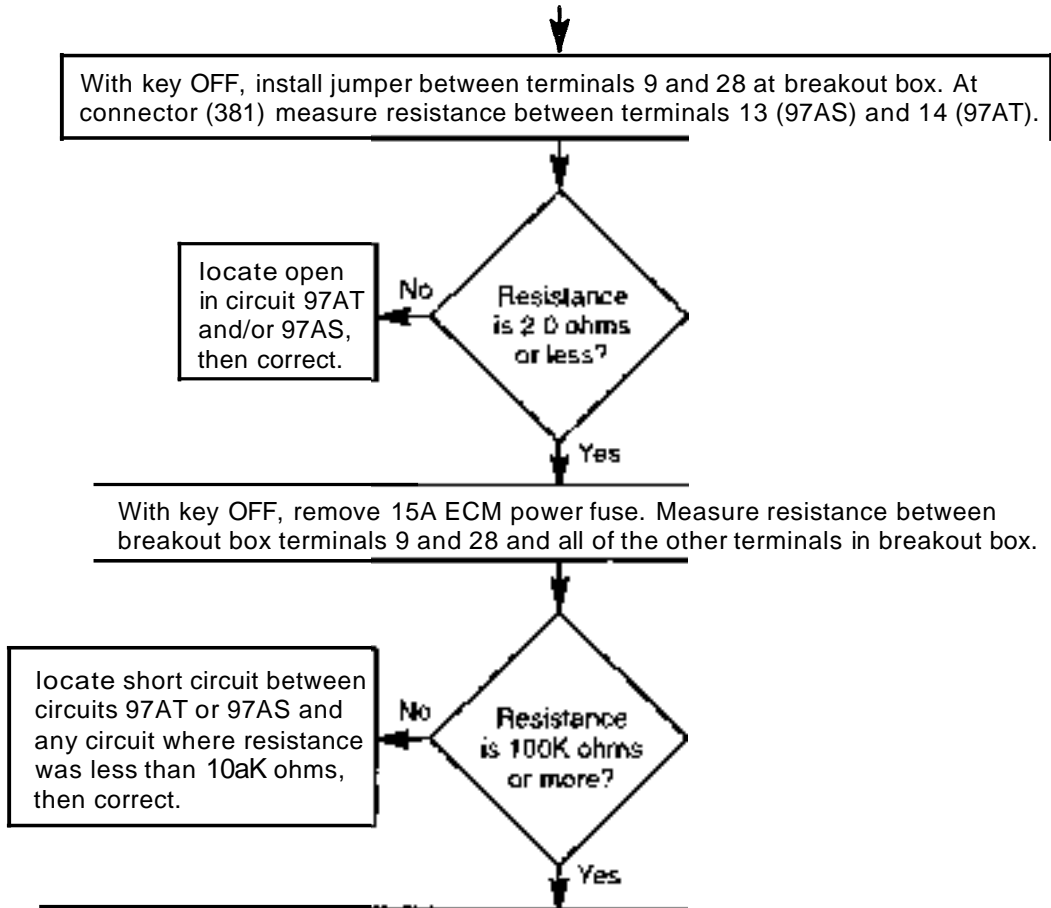 With key OFF, install jumper between terminals 9 and 28 at breakout box. At
connector (381) measure resistance between terminals 13 (97AS) and 14 (97AT).
locate open
in circuit 97AT
and/or 97AS,
then correct.
No
Resistance
is 2 0 ohms
or less?
Yes
With key OFF, remove 15A ECM power fuse. Measure resistance between
breakout box terminals 9 and 28 and all of the other terminals in breakout box.
locate short circuit between
circuits 97AT or 97AS and
any circuit where resistance
was less than 10aK ohms,
then correct.
No
Resistance
is 100K ohms
or more?
Yes